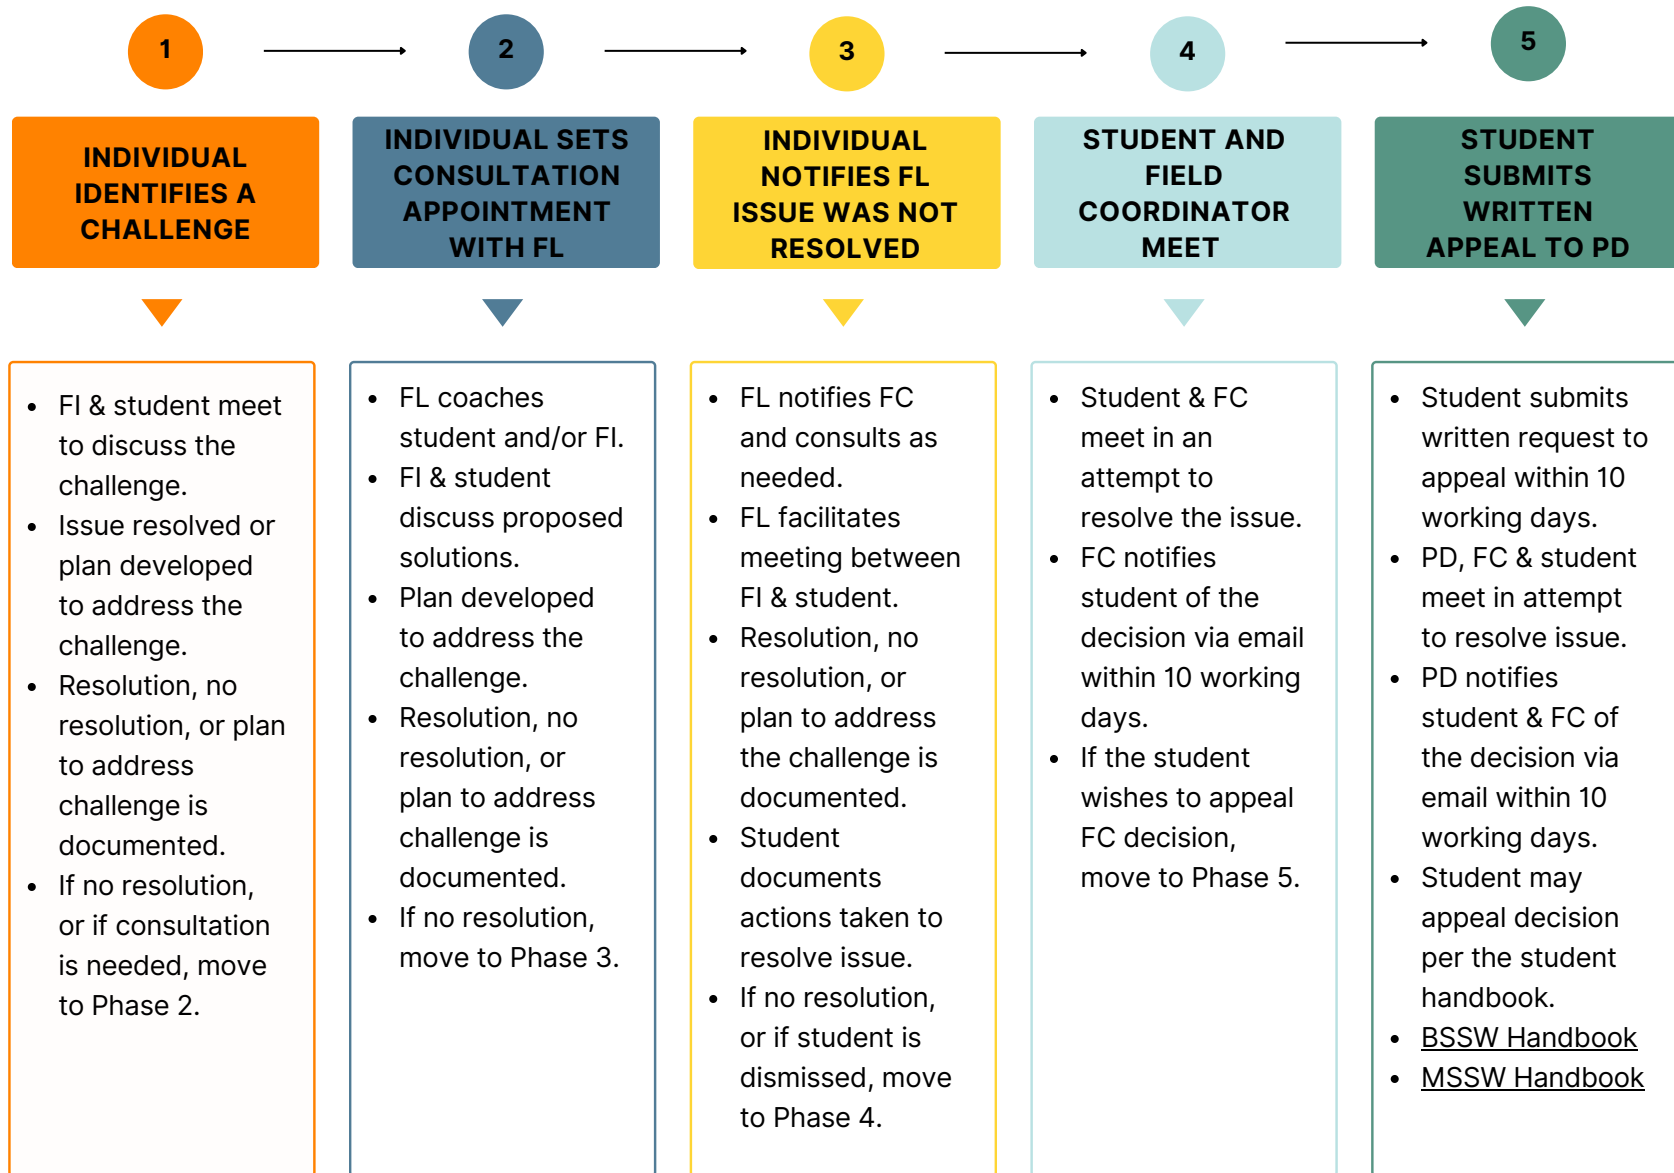 1
2
3
4
5
INDIVIDUAL
IDENTIFIES A
CHALLENGE
INDIVIDUAL SETS
CONSULTATION
APPOINTMENT
WITH FL
INDIVIDUAL
NOTIFIES FL
ISSUE WAS NOT
RESOLVED
STUDENT AND
FIELD
COORDINATOR
MEET
STUDENT
SUBMITS
WRITTEN
APPEAL TO PD
• FI & student meet
to discuss the
challenge.
• Issue resolved or
plan developed
to address the
challenge.
• Resolution, no
resolution, or plan
to address
challenge is
documented.
• If no resolution,
or if consultation
is needed, move
to Phase 2.
• FL coaches
student and/or FI.
• FI & student
discuss proposed
solutions.
• Plan developed
to address the
challenge.
• Resolution, no
resolution, or
plan to address
challenge is
documented.
• If no resolution,
move to Phase 3.
• FL notifies FC
and consults as
needed.
• FL facilitates
meeting between
FI & student.
• Resolution, no
resolution, or
plan to address
the challenge is
documented.
• Student
documents
actions taken to
resolve issue.
• If no resolution,
or if student is
dismissed, move
to Phase 4.
• Student & FC
meet in an
attempt to
resolve the issue.
• FC notifies
student of the
decision via email
within 10 working
days.
• If the student
wishes to appeal
FC decision,
move to Phase 5.
• Student submits
written request to
appeal within 10
working days.
• PD, FC & student
meet in attempt
to resolve issue.
• PD notifies
student & FC of
the decision via
email within 10
working days.
• Student may
appeal decision
per the student
handbook.
• BSSW Handbook
• MSSW Handbook